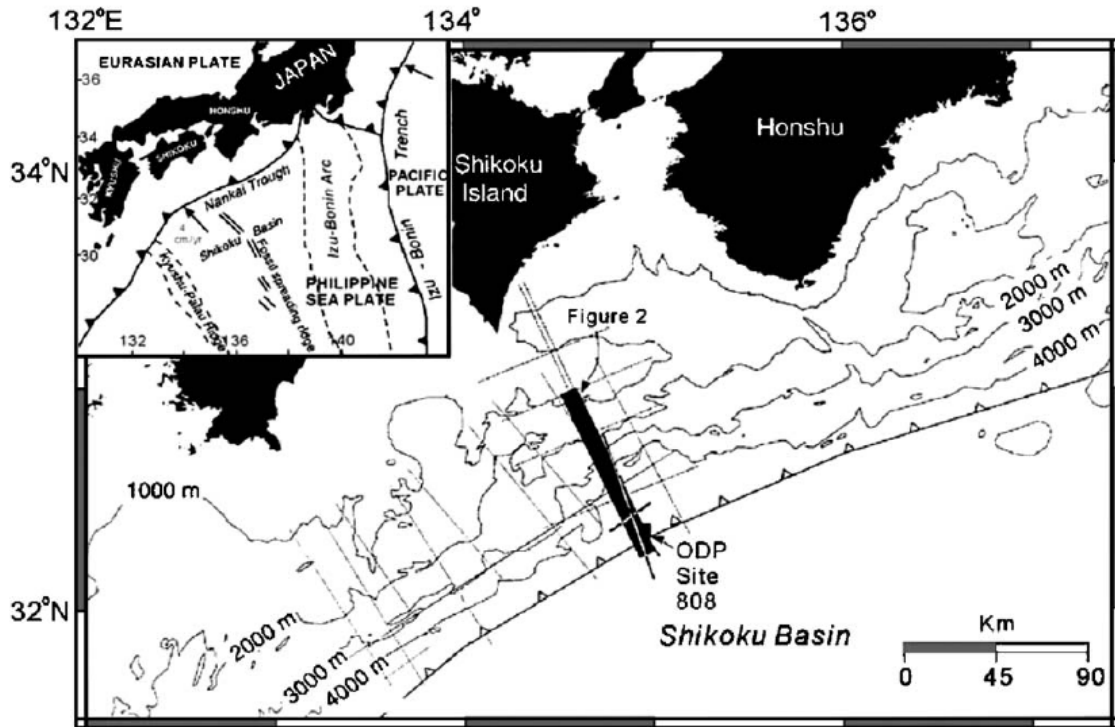 132°E
134°
136°
34°N
32°N
EURASIAN PLATE
JAPAN
HONSHU
SHIKOKU
KYUSHU
36
34
32
30
132
136
140
Nankai Trough
4
cm/yr
Shikoku Basin
Kyushu-Palau Ridge
Fossil spreading ridge
Izu-Bonin Arc
PACIFIC
PLATE
PHILIPPINE
SEA PLATE
Izu - Bonin Trench
Shikoku
Island
Honshu
Figure 2
2000 m
3000 m
4000 m
1000 m
2000 m
3000 m
4000 m
ODP
Site
808
Shikoku Basin
Km
0 45 90